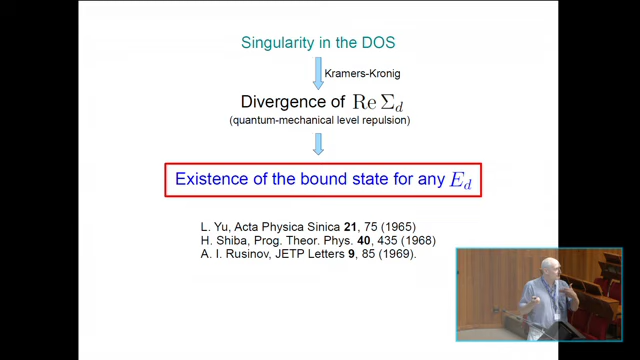 Singularity in the DOS
Kramers-Kronig
Divergence of Re Σ_d
(quantum-mechanical level repulsion)
Existence of the bound state for any E_d
L. Yu, Acta Physica Sinica 21, 75 (1965)
H. Shiba, Prog. Theor. Phys. 40, 435 (1968)
A. I. Rusinov, JETP Letters 9, 85 (1969).